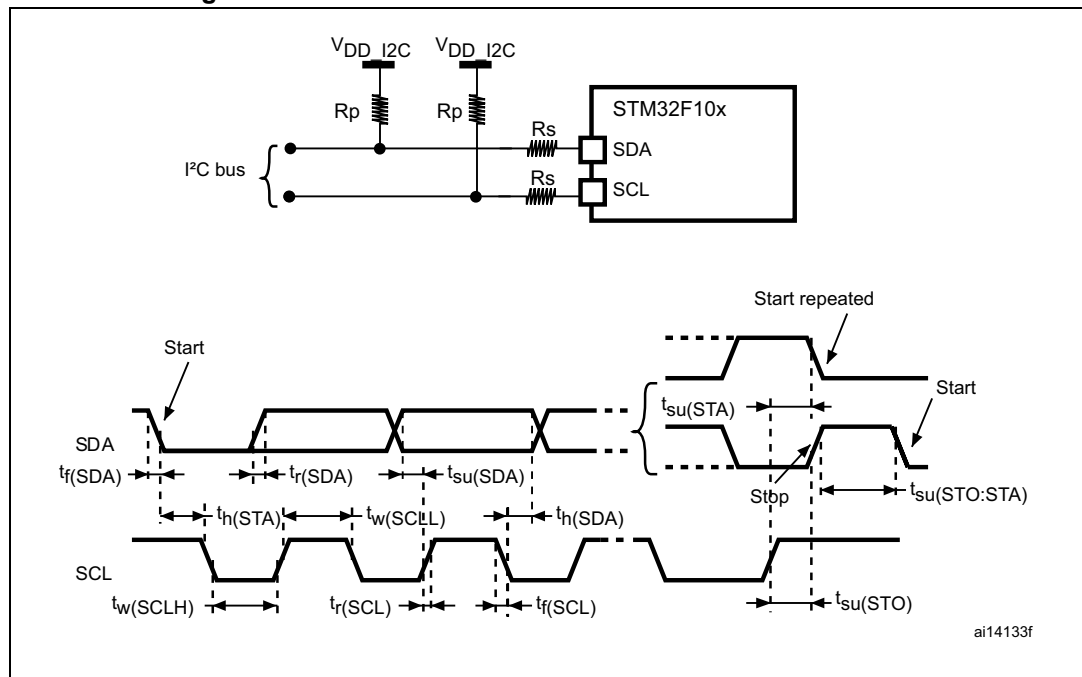 VDD_I2C VDD_I2C
STM32F10x
Rp Rp Rs
SDA
I²C bus
Rs
SCL
Start repeated
Start
Start
tsu(STA)
SDA
tf(SDA) tr(SDA) tsu(SDA) Stop tsu(STO:STA)
th(STA) tw(SCLL) th(SDA)
SCL
tw(SCLH) tr(SCL) tf(SCL) tsu(STO)
ai14133f